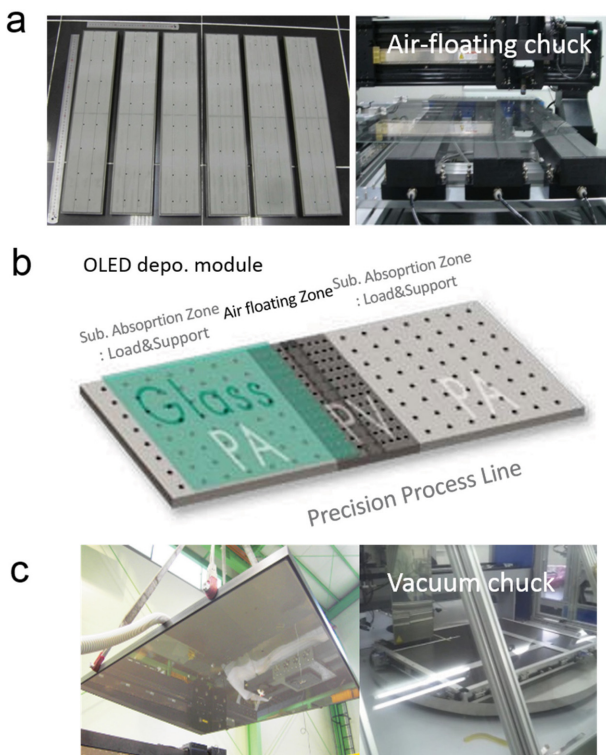 a
Air-floating chuck
b
OLED depo. module
Sub. Absoprtion Zone
: Load&Support
Air floating Zone
Sub. Absoprtion Zone
: Load&Support
Glass
PA
PV
PA
Precision Process Line
c
Vacuum chuck